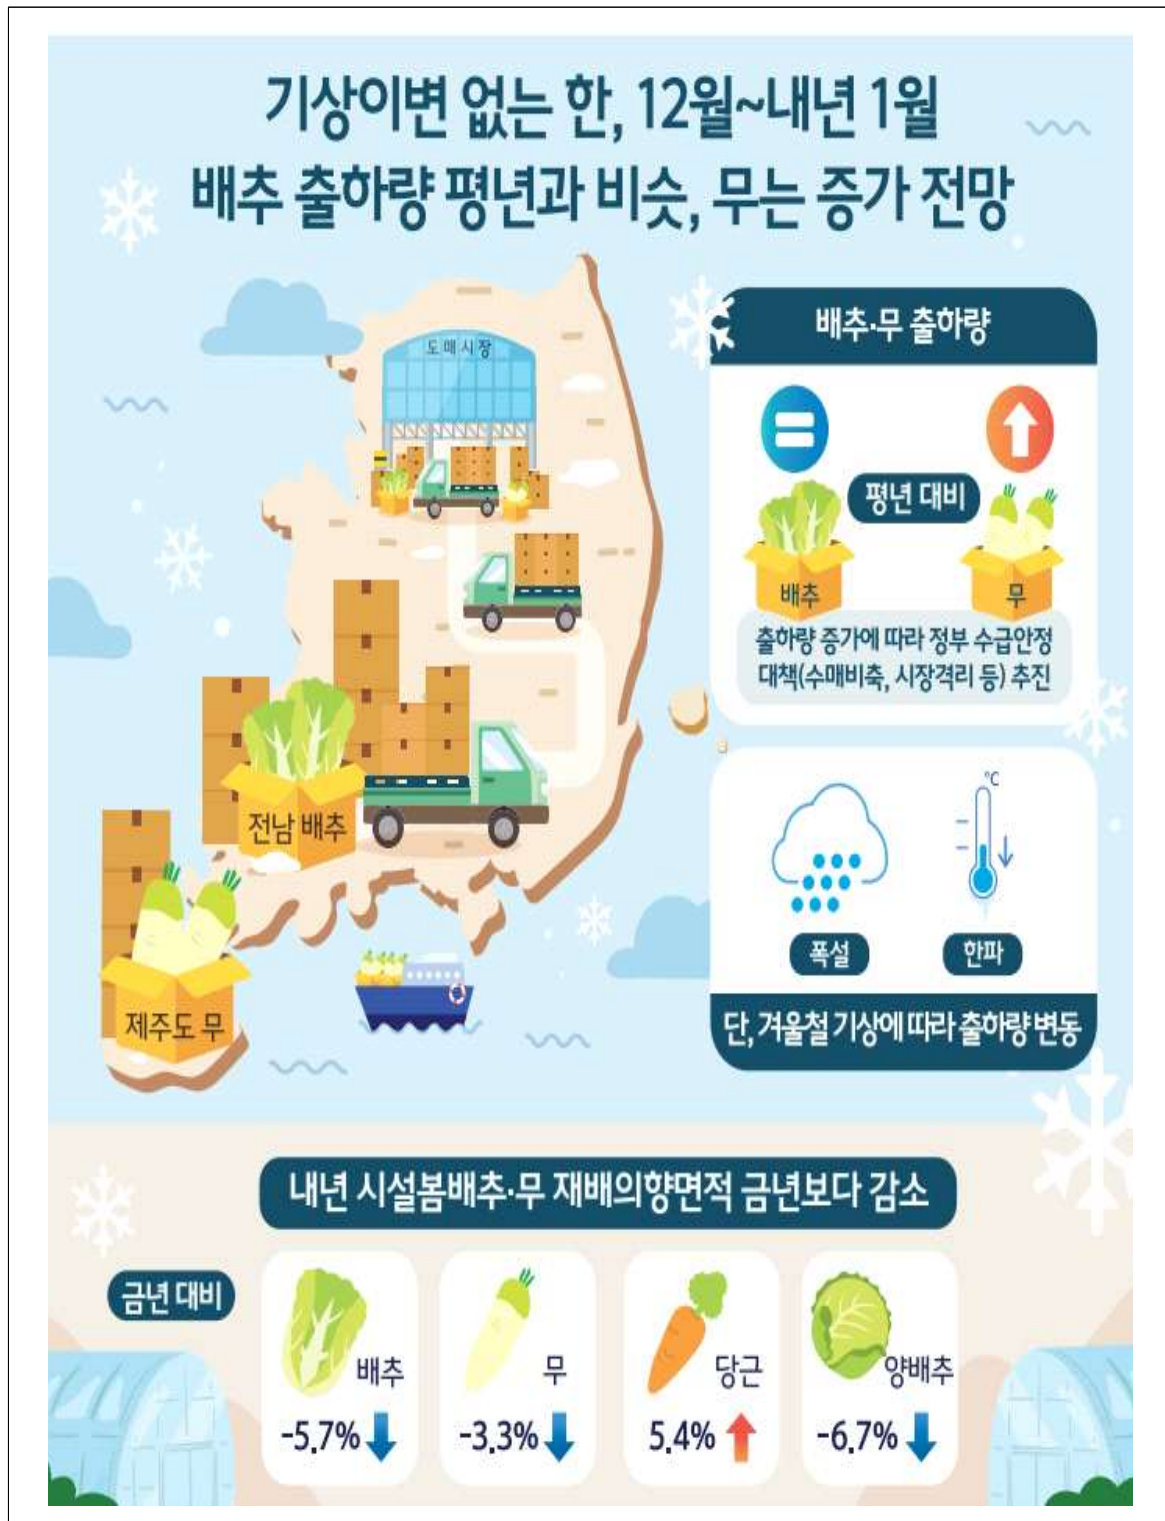 기상이변 없는 한, 12월~내년 1월
배추 출하량 평년과 비슷, 무는 증가 전망
도매시장
배추·무 출하량
평년 대비
배추
무
출하량 증가에 따라 정부 수급안정
대책(수매비축, 시장격리 등) 추진
전남 배추
제주도 무
℃
폭설
한파
단, 겨울철 기상에 따라 출하량 변동
내년 시설봄배추·무 재배의향면적 금년보다 감소
금년 대비
배추
-5.7%
무
-3.3%
당근
5.4%
양배추
-6.7%